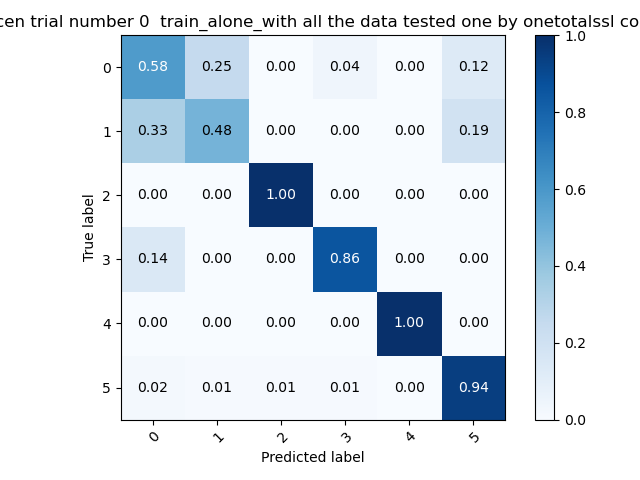 cen trial number 0 train_alone_with all the data tested one by onetotalssl co
True label
0 0.58 0.25 0.00 0.04 0.00 0.12
1 0.33 0.48 0.00 0.00 0.00 0.19
2 0.00 0.00 1.00 0.00 0.00 0.00
3 0.14 0.00 0.00 0.86 0.00 0.00
4 0.00 0.00 0.00 0.00 1.00 0.00
5 0.02 0.01 0.01 0.01 0.00 0.94
0 1 2 3 4 5
Predicted label
1.0
0.8
0.6
0.4
0.2
0.0